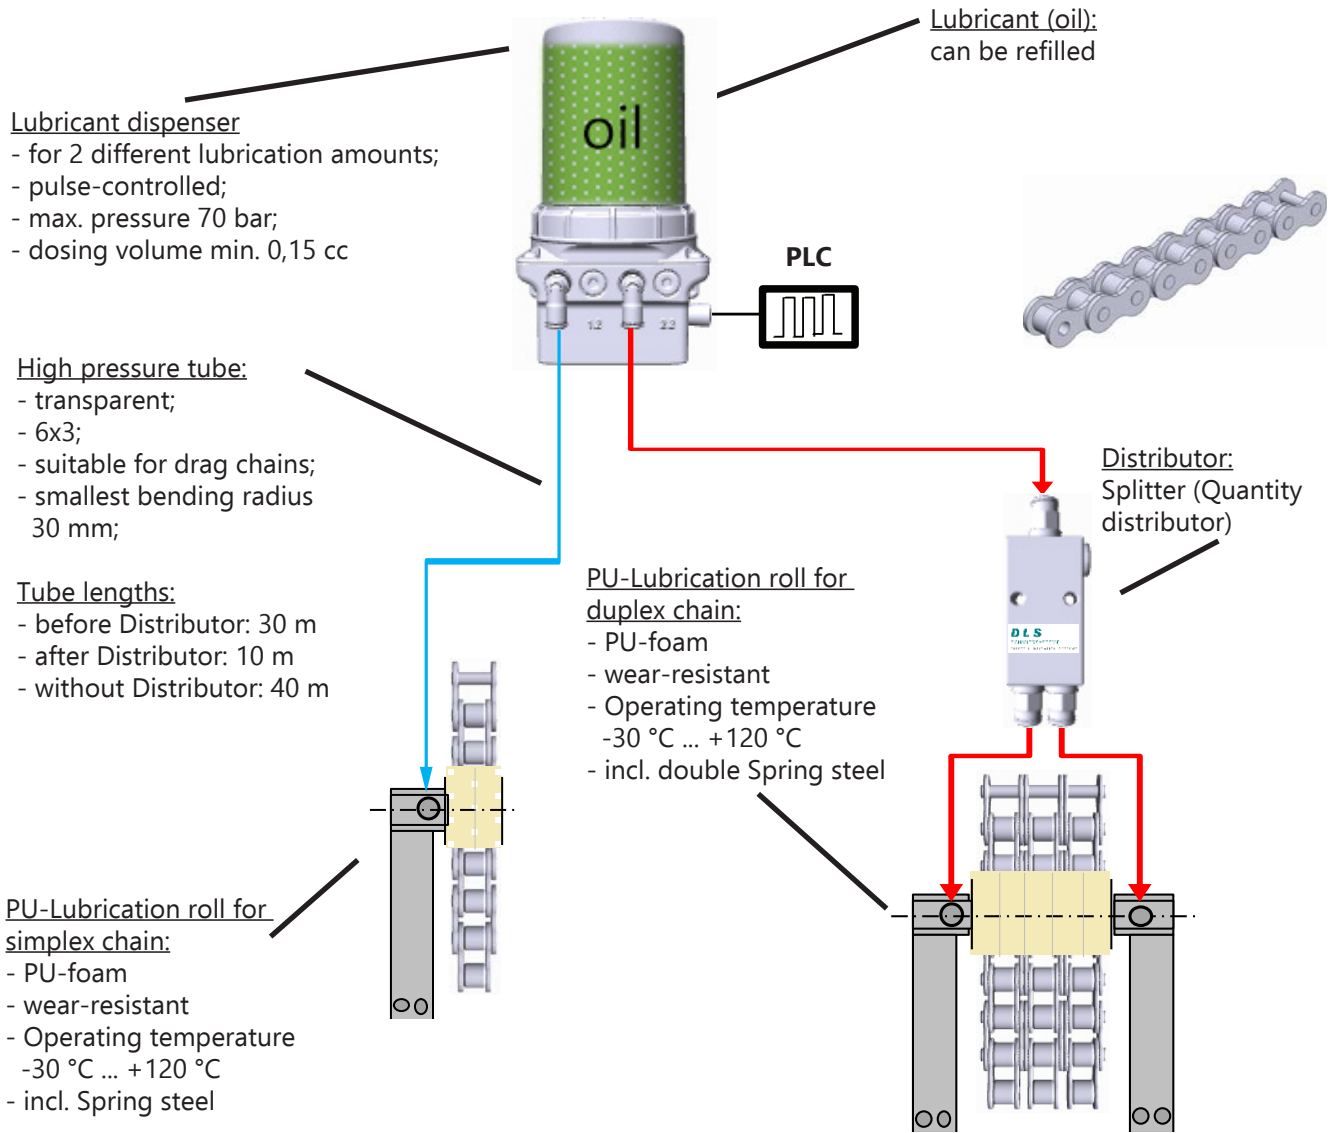 Lubricant (oil):
can be refilled
Lubricant dispenser
- for 2 different lubrication amounts;
- pulse-controlled;
- max. pressure 70 bar;
- dosing volume min. 0,15 cc
oil
PLC
1.2
2.2
High pressure tube:
- transparent;
- 6x3;
- suitable for drag chains;
- smallest bending radius
30 mm;
Tube lengths:
- before Distributor: 30 m
- after Distributor: 10 m
- without Distributor: 40 m
Distributor:
Splitter (Quantity
distributor)
DLS
PU-Lubrication roll for
duplex chain:
- PU-foam
- wear-resistant
- Operating temperature
-30 °C ... +120 °C
- incl. double Spring steel
PU-Lubrication roll for
simplex chain:
- PU-foam
- wear-resistant
- Operating temperature
-30 °C ... +120 °C
- incl. Spring steel